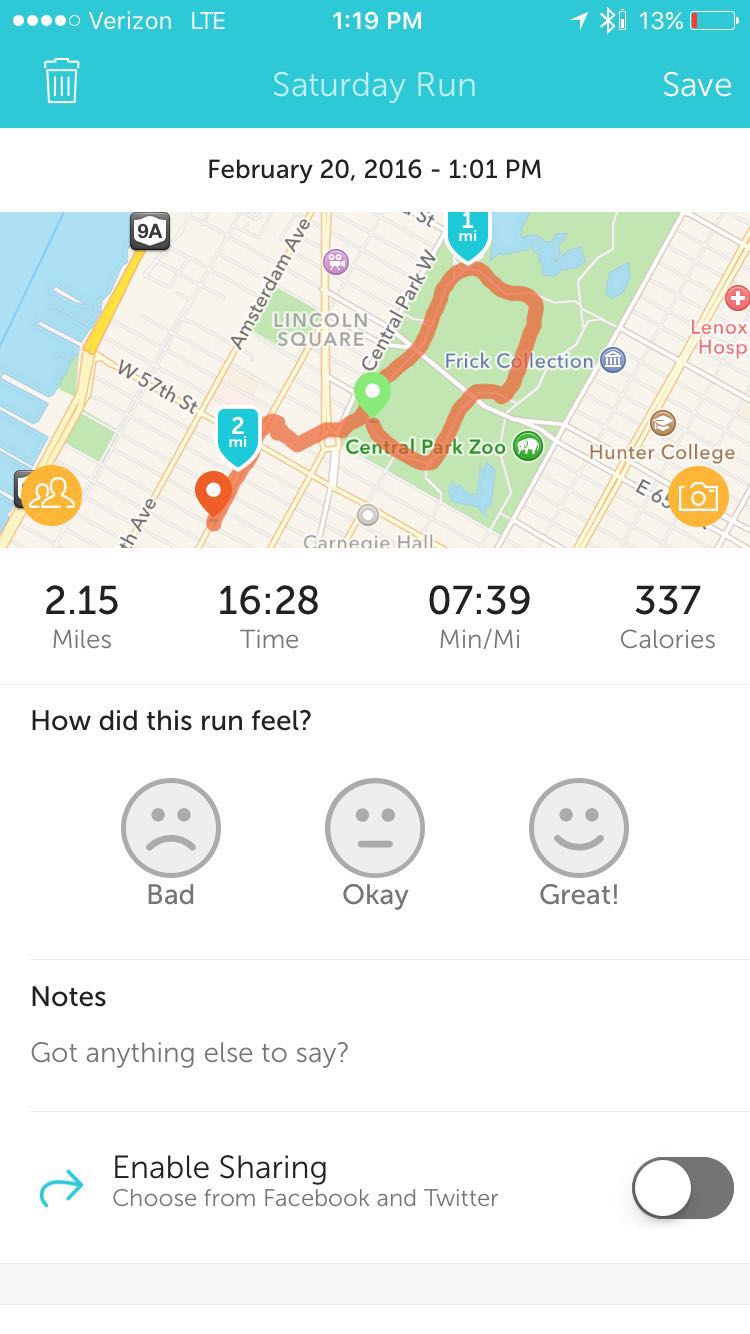 Verizon LTE 1:19 PM 13%
Saturday Run Save
February 20, 2016 - 1:01 PM
9A
St
1
mi
Amsterdam Ave
Central Park W
LINCOLN
SQUARE
Lenox
Hosp
Frick Collection
W 57th St
2
mi
Central Park Zoo
Hunter College
E 65
th Ave
Carnegie Hall
2.15 16:28 07:39 337
Miles Time Min/Mi Calories
How did this run feel?
Bad Okay Great!
Notes
Got anything else to say?
Enable Sharing
Choose from Facebook and Twitter